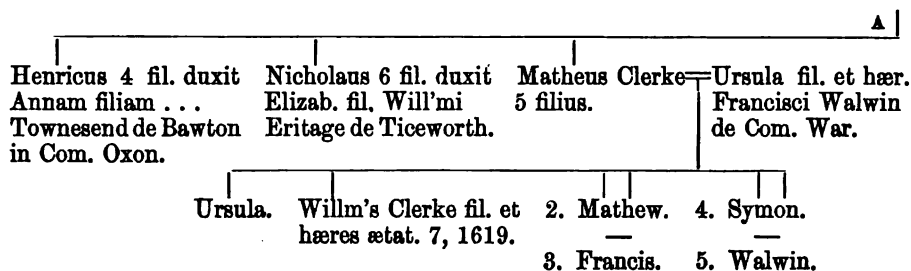 A
Henricus 4 fil. duxit
Annam filiam . . .
Townesend de Bawton
in Com. Oxon.
Nicholaus 6 fil. duxit
Elizab. fil. Will'mi
Eritage de Ticeworth.
Matheus Clerke
5 filius.
Ursula fil. et hær.
Francisci Walwin
de Com. War.
Ursula.
Willm's Clerke fil. et
hæres ætat. 7, 1619.
2. Mathew.
3. Francis.
4. Symon.
5. Walwin.